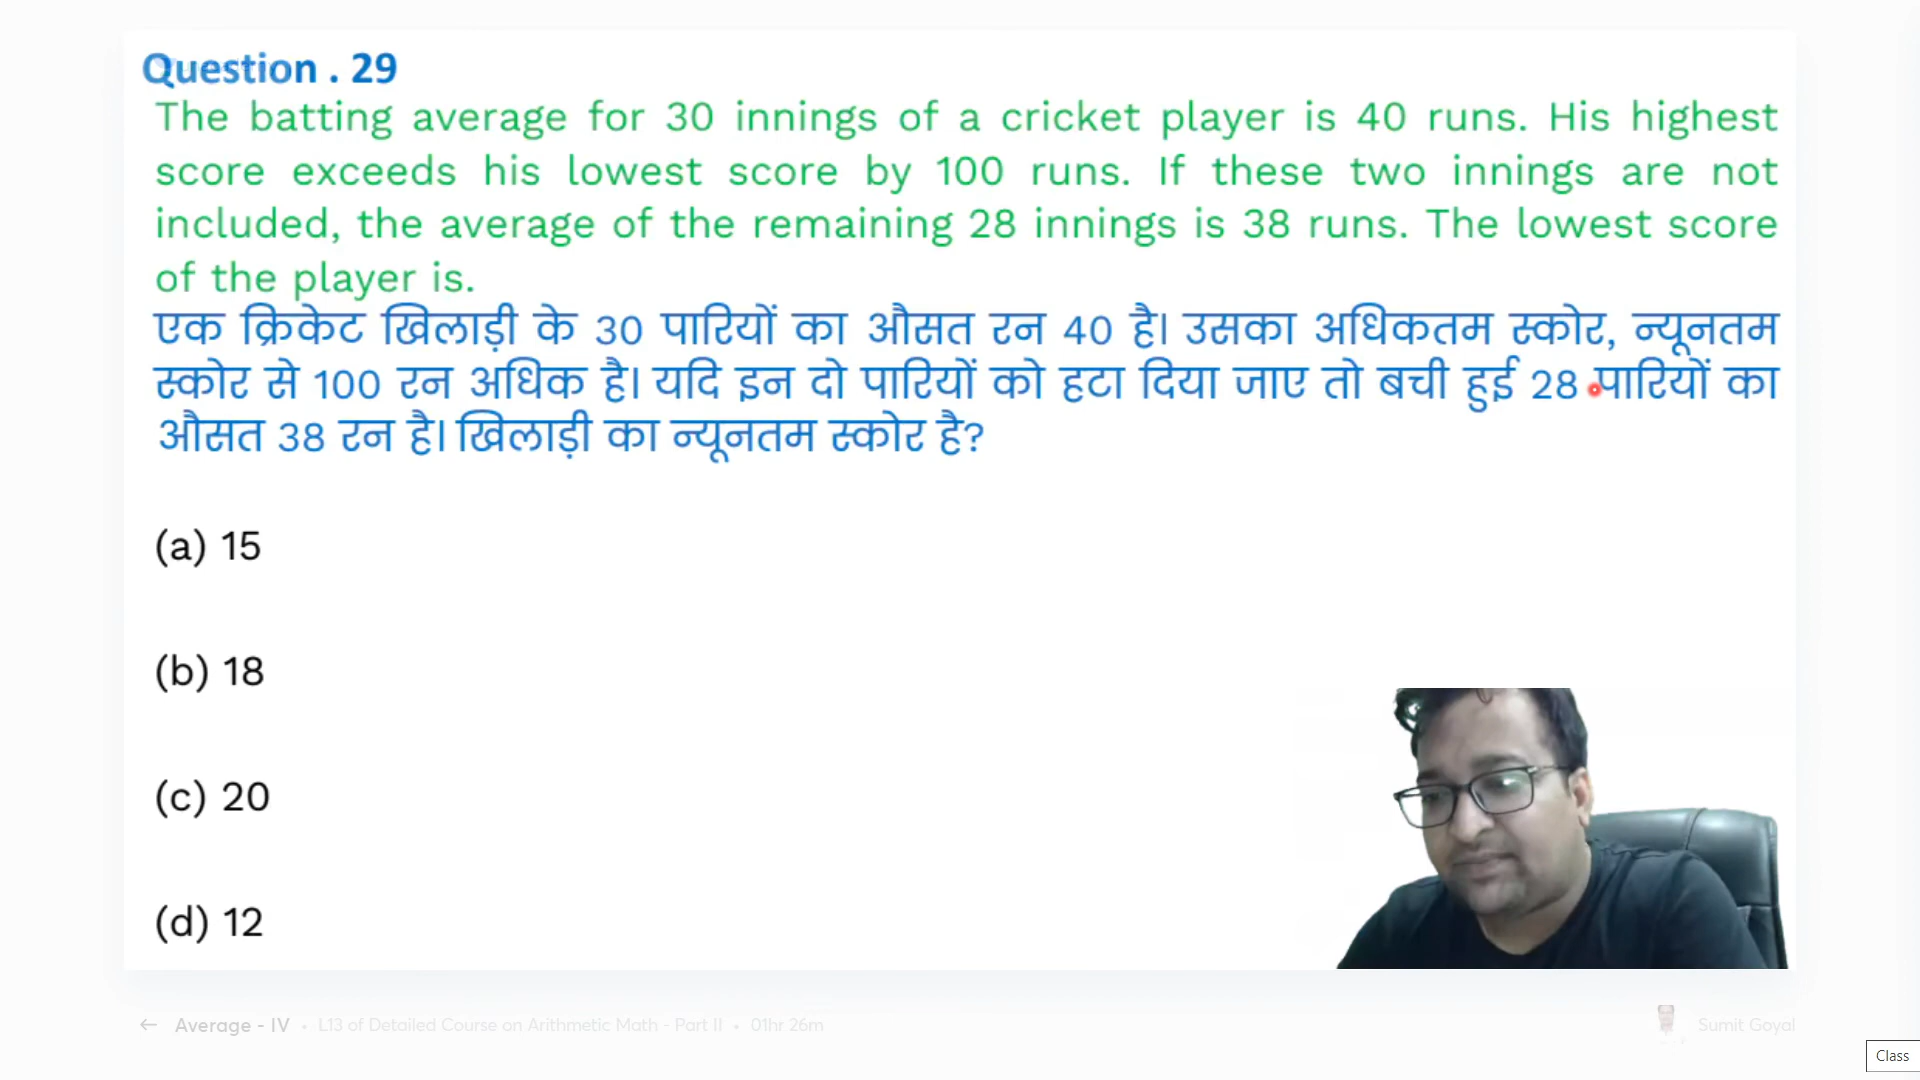 Question . 29
The batting average for 30 innings of a cricket player is 40 runs. His highest
score exceeds his lowest score by 100 runs. If these two innings are not
included, the average of the remaining 28 innings is 38 runs. The lowest score
of the player is.
एक क्रिकेट खिलाड़ी के 30 पारियों का औसत रन 40 है। उसका अधिकतम स्कोर, न्यूनतम
स्कोर से 100 रन अधिक है। यदि इन दो पारियों को हटा दिया जाए तो बची हुई 28 पारियों का
औसत 38 रन है। खिलाड़ी का न्यूनतम स्कोर है?
(a) 15
(b) 18
(c) 20
(d) 12
← Average - IV • L13 of Detailed Course on Arithmetic Math - Part II • 01hr 26m
Sumit Goyal
Class